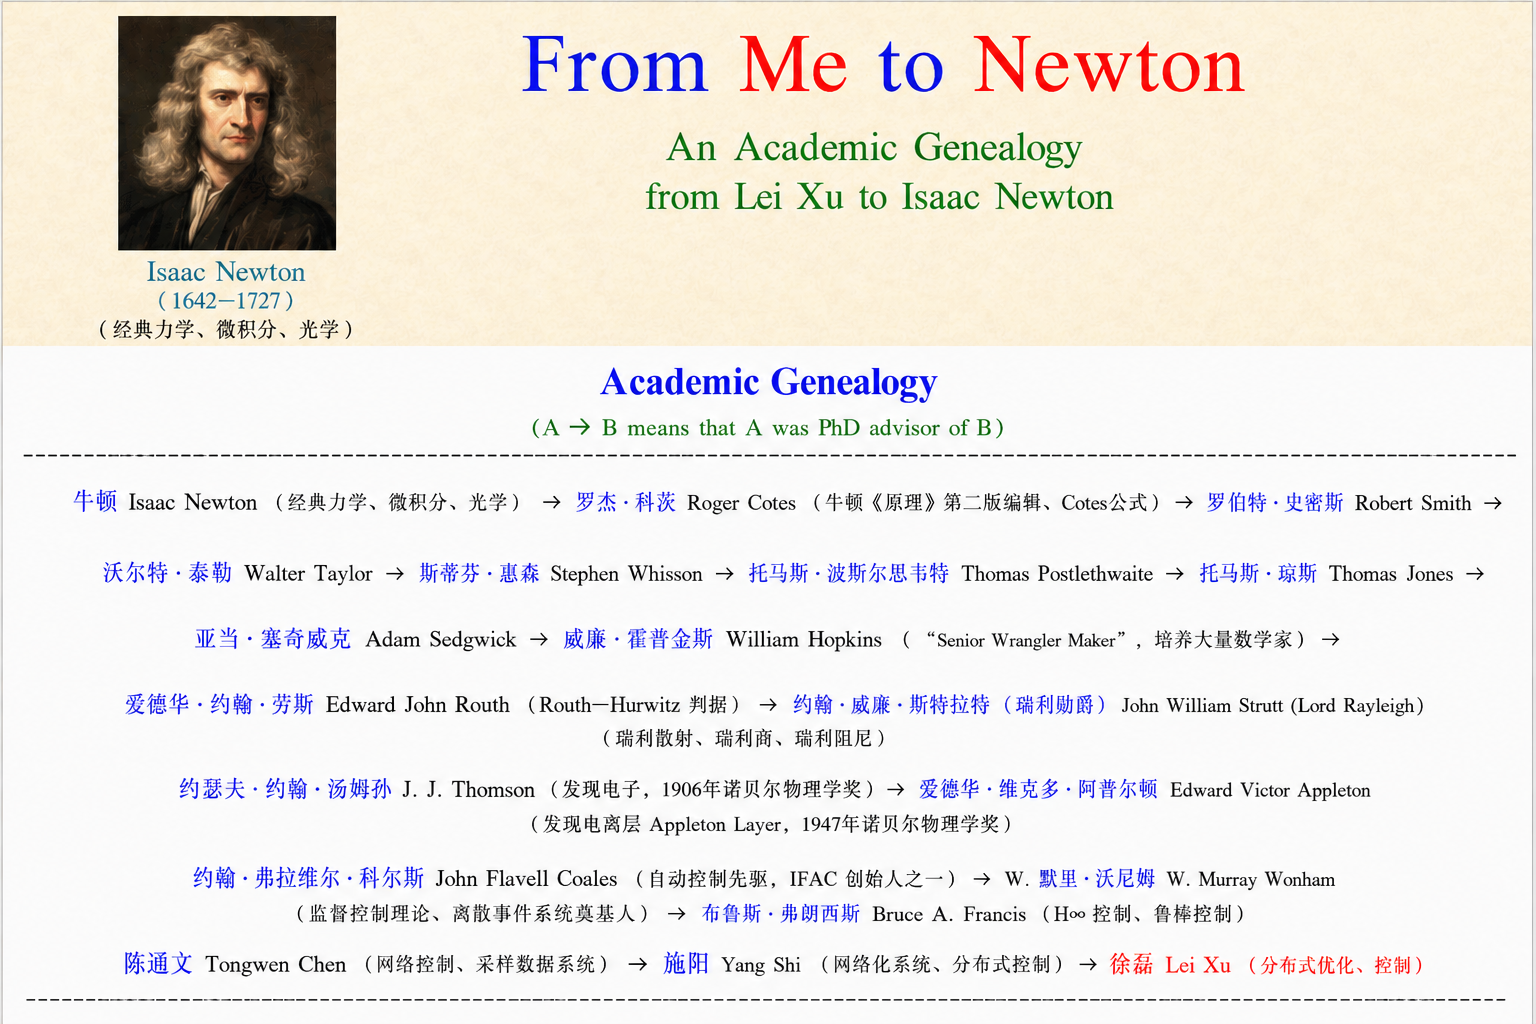 From Me to Newton
An Academic Genealogy
from Lei Xu to Isaac Newton
Isaac Newton
(1642—1727)
（经典力学、微积分、光学）
Academic Genealogy
(A → B means that A was PhD advisor of B)
牛顿 Isaac Newton （经典力学、微积分、光学） → 罗杰·科茨 Roger Cotes （牛顿《原理》第二版编辑、Cotes公式）→ 罗伯特·史密斯 Robert Smith →
沃尔特·泰勒 Walter Taylor → 斯蒂芬·惠森 Stephen Whisson → 托马斯·波斯尔思韦特 Thomas Postlethwaite → 托马斯·琼斯 Thomas Jones →
亚当·塞奇威克 Adam Sedgwick → 威廉·霍普金斯 William Hopkins （ “Senior Wrangler Maker”，培养大量数学家）→
爱德华·约翰·劳斯 Edward John Routh （Routh—Hurwitz 判据） → 约翰·威廉·斯特拉特（瑞利勋爵） John William Strutt (Lord Rayleigh)
（瑞利散射、瑞利商、瑞利阻尼）
约瑟夫·约翰·汤姆孙 J. J. Thomson （发现电子，1906年诺贝尔物理学奖）→ 爱德华·维克多·阿普尔顿 Edward Victor Appleton
（发现电离层 Appleton Layer，1947年诺贝尔物理学奖）
约翰·弗拉维尔·科尔斯 John Flavell Coales （自动控制先驱，IFAC 创始人之一） → W. 默里·沃尼姆 W. Murray Wonham
（监督控制理论、离散事件系统奠基人） → 布鲁斯·弗朗西斯 Bruce A. Francis （H∞ 控制、鲁棒控制）
陈通文 Tongwen Chen （网络控制、采样数据系统） → 施阳 Yang Shi （网络化系统、分布式控制）→ 徐磊 Lei Xu （分布式优化、控制）